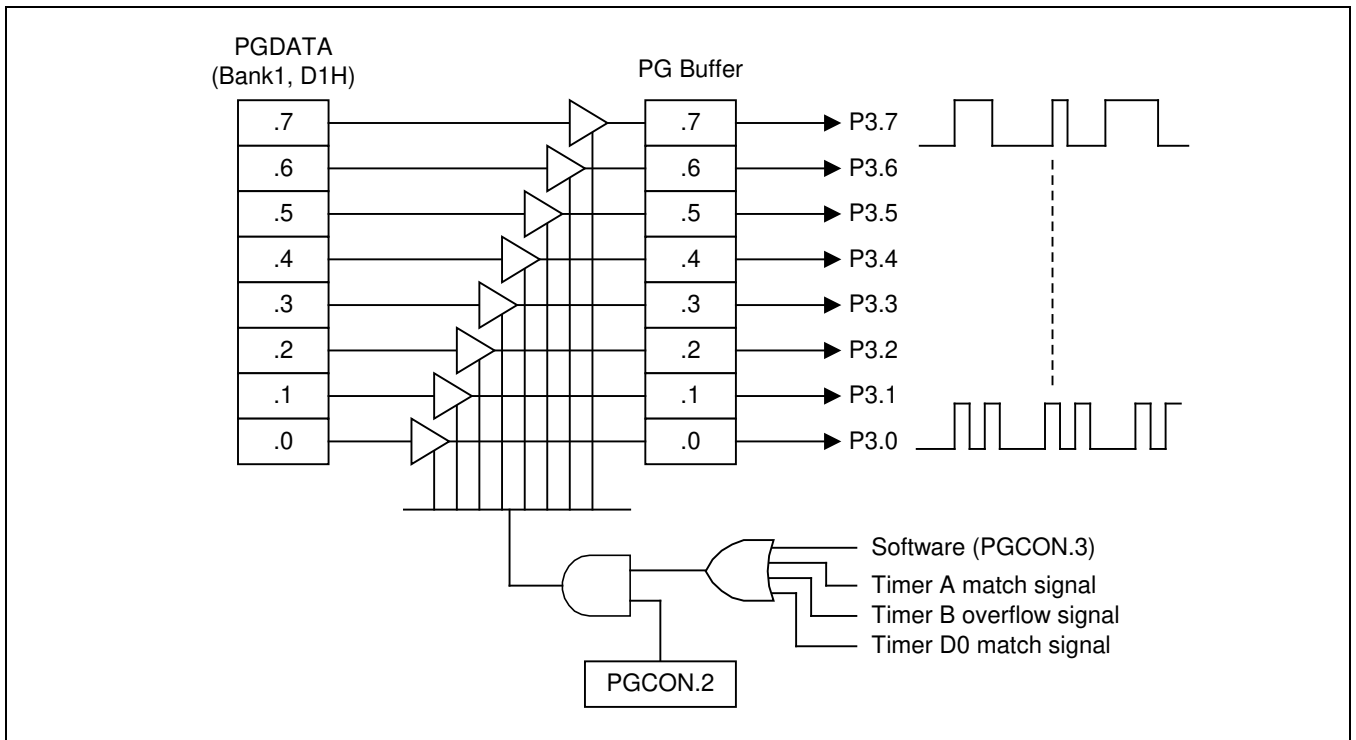 PGDATA
(Bank1, D1H)
PG Buffer
.7
.7
P3.7
.6
.6
P3.6
.5
.5
P3.5
.4
.4
P3.4
.3
.3
P3.3
.2
.2
P3.2
.1
.1
P3.1
.0
.0
P3.0
Software (PGCON.3)
Timer A match signal
Timer B overflow signal
Timer D0 match signal
PGCON.2